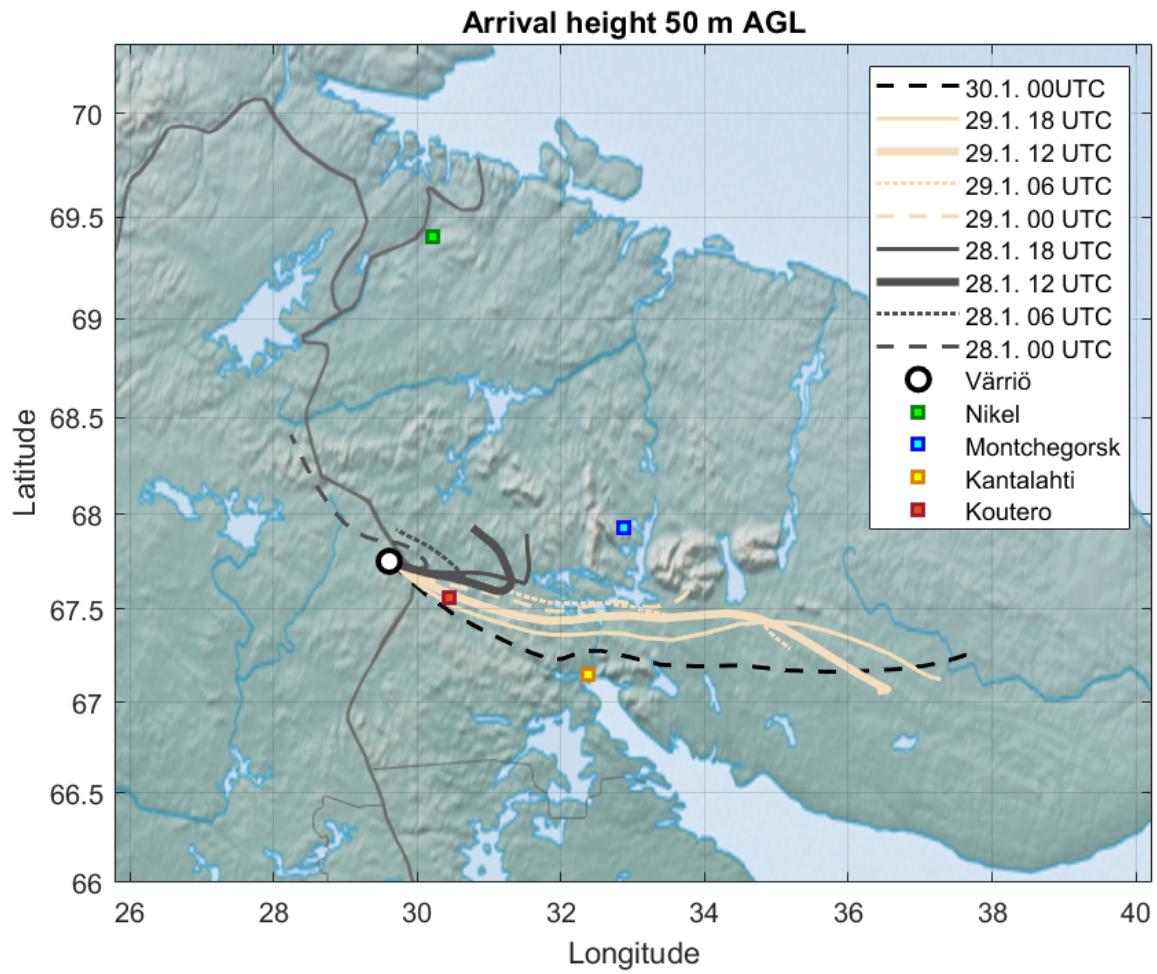 Arrival height 50 m AGL
30.1. 00UTC
29.1. 18 UTC
29.1. 12 UTC
29.1. 06 UTC
29.1. 00 UTC
28.1. 18 UTC
28.1. 12 UTC
28.1. 06 UTC
28.1. 00 UTC
Värriö
Nikel
Montchegorsk
Kantalahti
Koutero
Latitude
70
69.5
69
68.5
68
67.5
67
66.5
66
26 28 30 32 34 36 38 40
Longitude